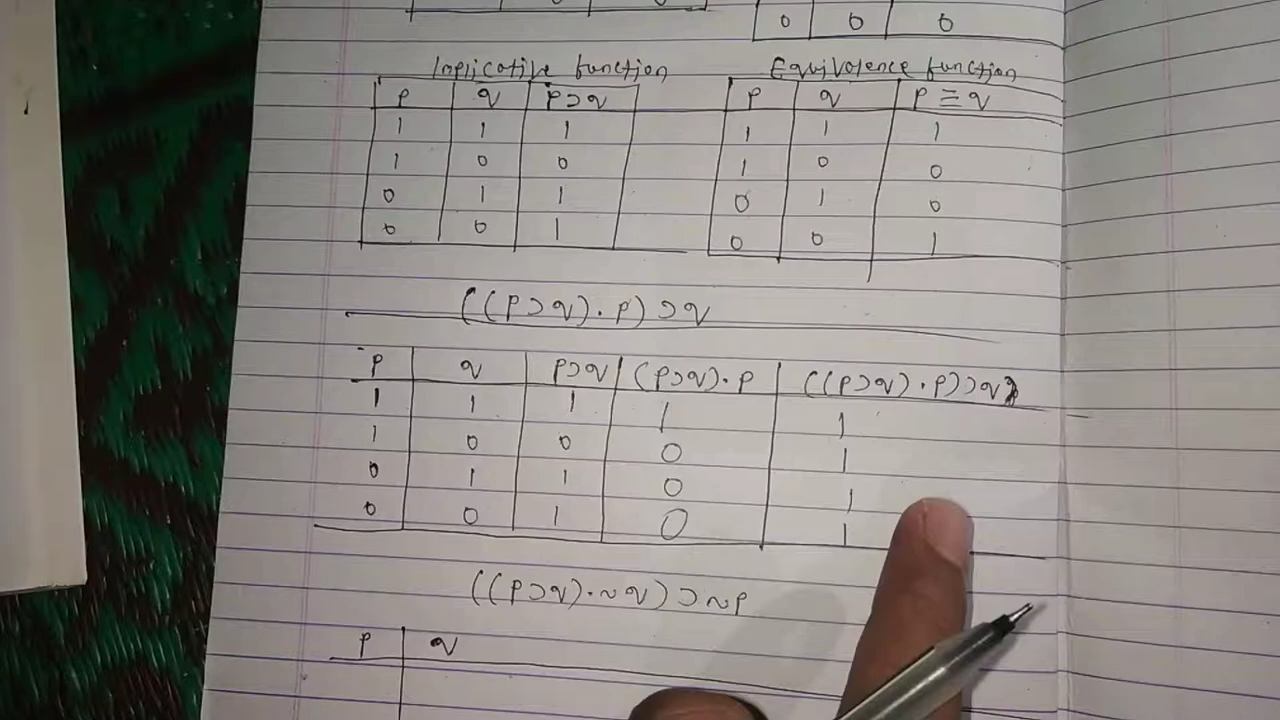 0 0 0
Implicative function Equivalence function
p q p⊃q p ≡ q
p q
1 1 1 1 1 1
1 0 0 1 0 0
0 1 1 0 1 0
0 0 1 0 0 1
((p⊃q).p)⊃q
p q p⊃q (p⊃q).p ((p⊃q).p)⊃q)
1 1 1 1 1
1 0 0 0 1
0 1 1 0 1
0 0 1 0 1
((p⊃q).~q)⊃~p
p q